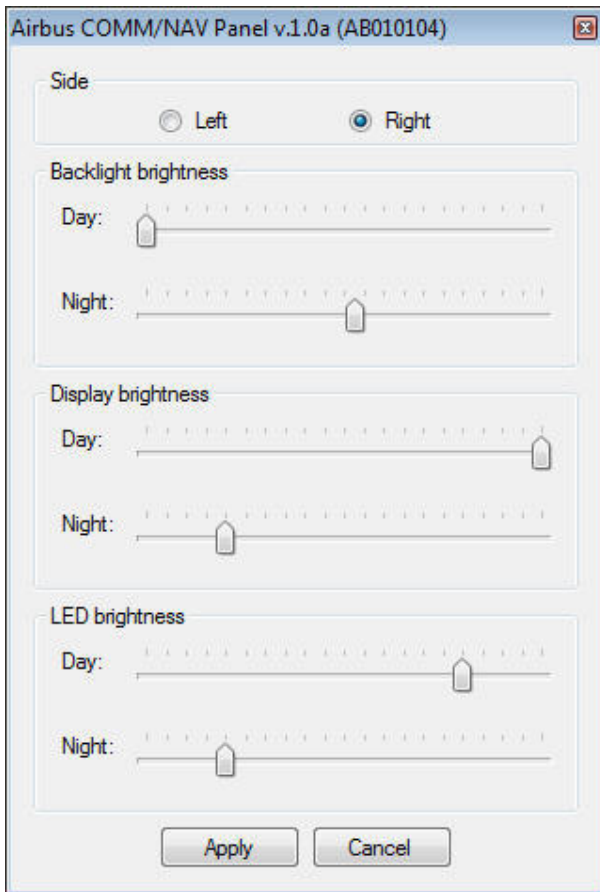 Airbus COMM/NAV Panel v.1.0a (AB010104)
Side
Left Right
Backlight brightness
Day:
Night:
Display brightness
Day:
Night:
LED brightness
Day:
Night:
Apply Cancel